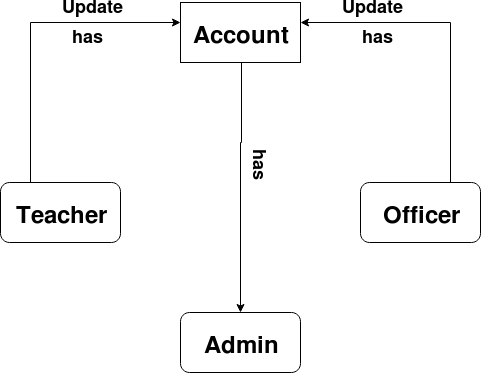 Update
has
Account
Update
has
has
Teacher
Officer
Admin